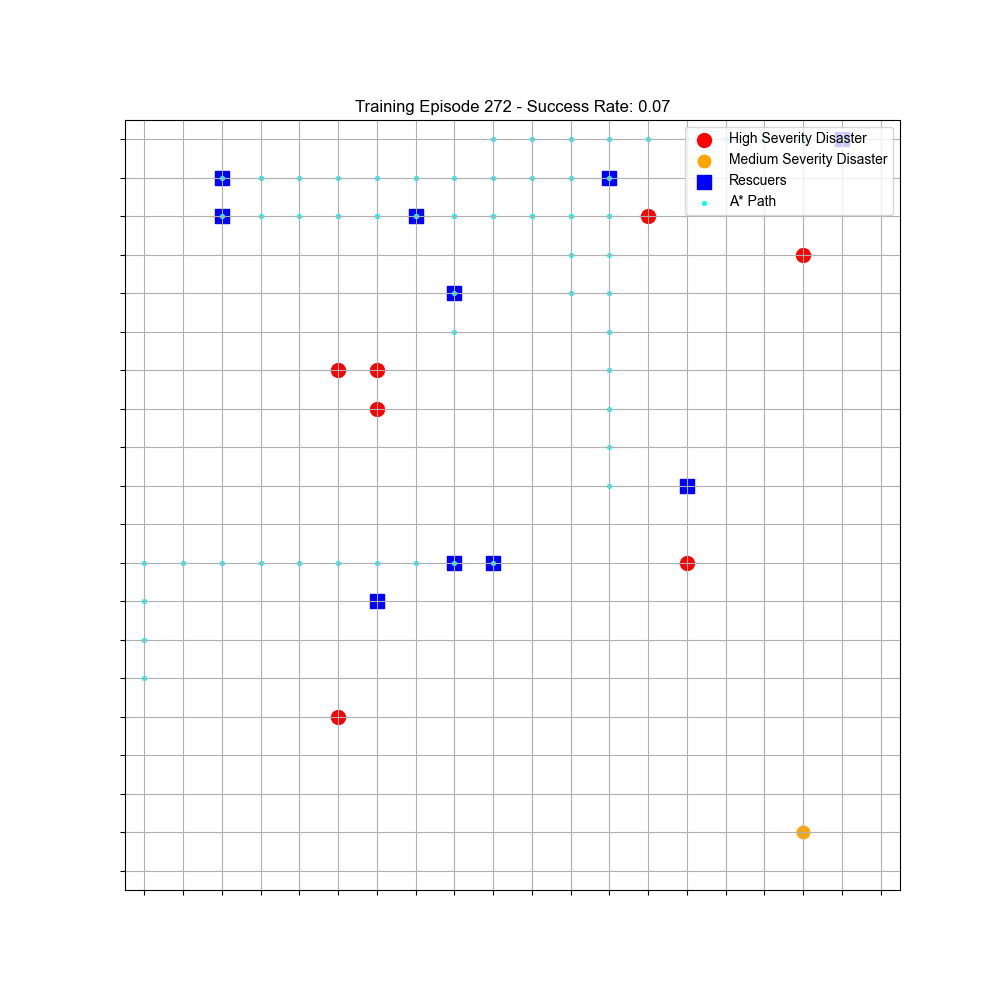 Training Episode 272 - Success Rate: 0.07
High Severity Disaster
Medium Severity Disaster
Rescuers
A* Path